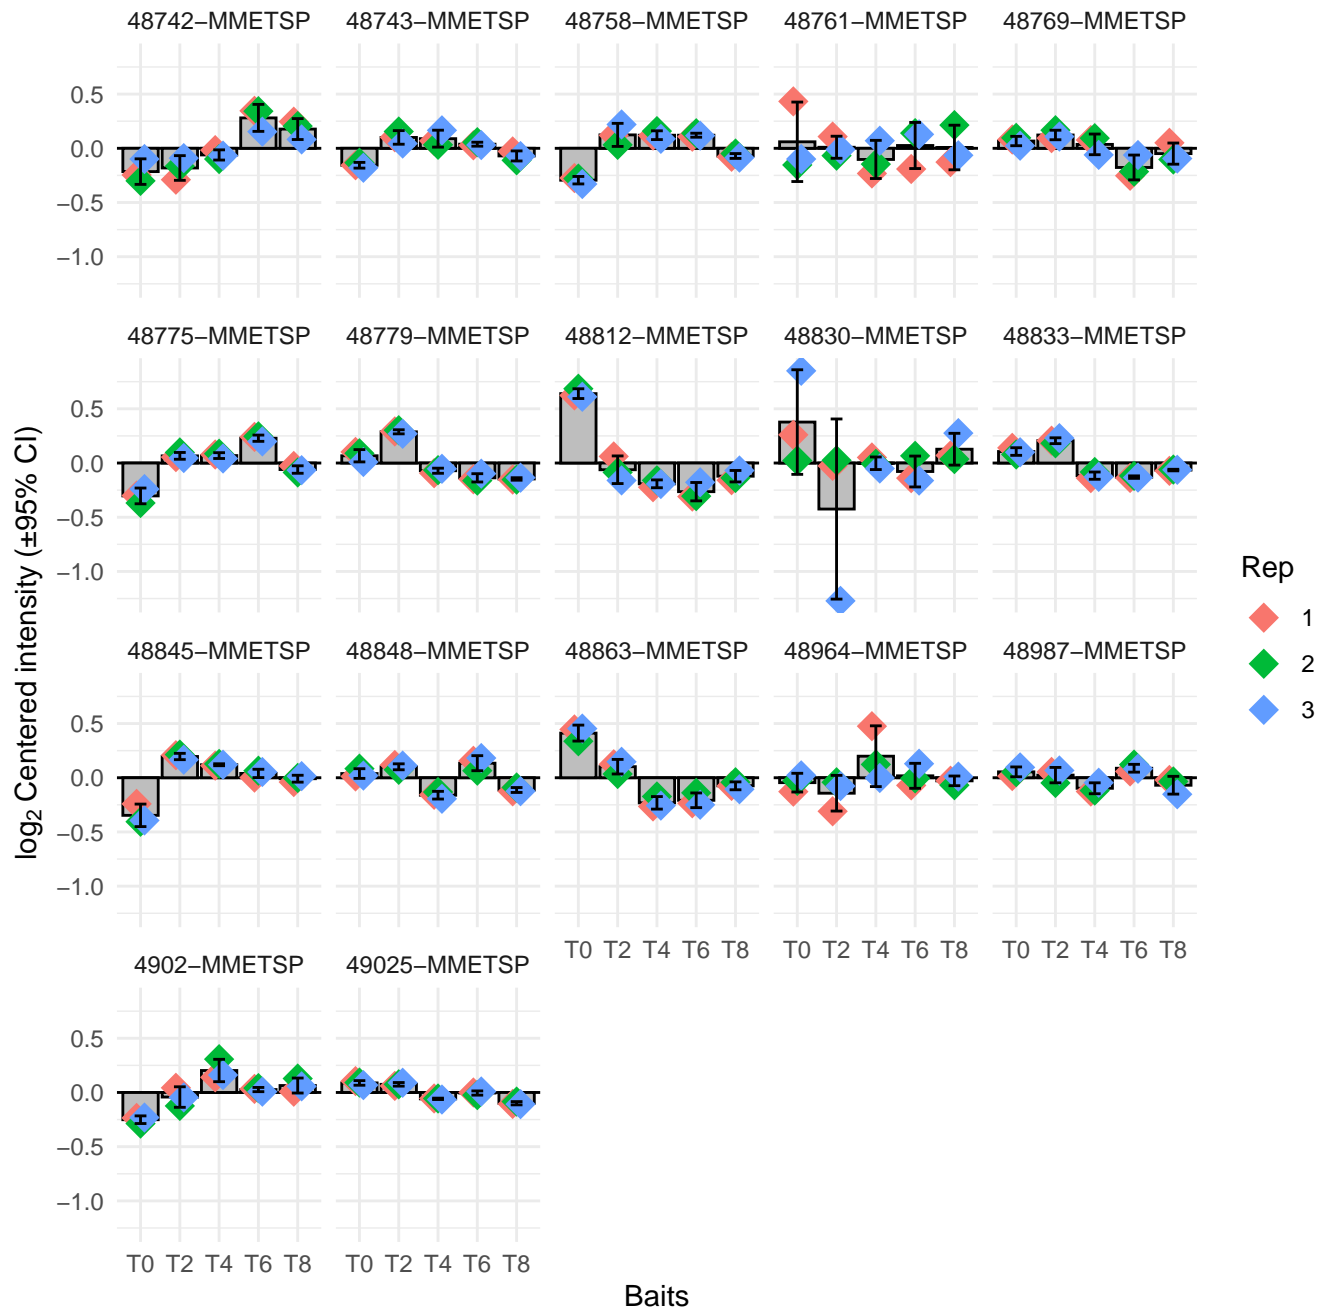 48742−MMETSP 48743−MMETSP 48758−MMETSP 48761−MMETSP 48769−MMETSP
0.5
0.0
−0.5
−1.0
48775−MMETSP 48779−MMETSP 48812−MMETSP 48830−MMETSP 48833−MMETSP
0.5
0.0
−0.5
−1.0
48845−MMETSP 48848−MMETSP 48863−MMETSP 48964−MMETSP 48987−MMETSP
0.5
0.0
−0.5
−1.0
T0 T2 T4 T6 T8 T0 T2 T4 T6 T8 T0 T2 T4 T6 T8
4902−MMETSP 49025−MMETSP
0.5
0.0
−0.5
−1.0
T0 T2 T4 T6 T8 T0 T2 T4 T6 T8
Baits
log₂ Centered intensity (±95% CI)
Rep
1
2
3